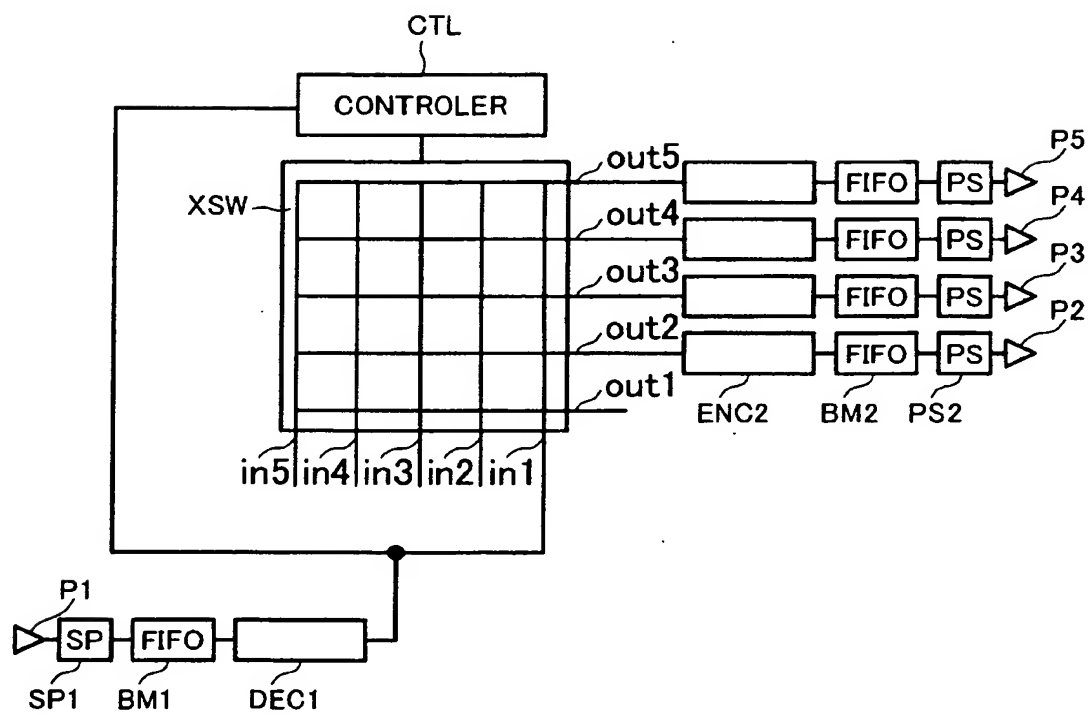 CTL
CONTROLER
XSW
out5
FIFO
PS
P5
out4
FIFO
PS
P4
out3
FIFO
PS
P3
out2
FIFO
PS
P2
out1
ENC2
BM2
PS2
in5 in4 in3 in2 in1
P1
SP
FIFO
SP1
BM1
DEC1